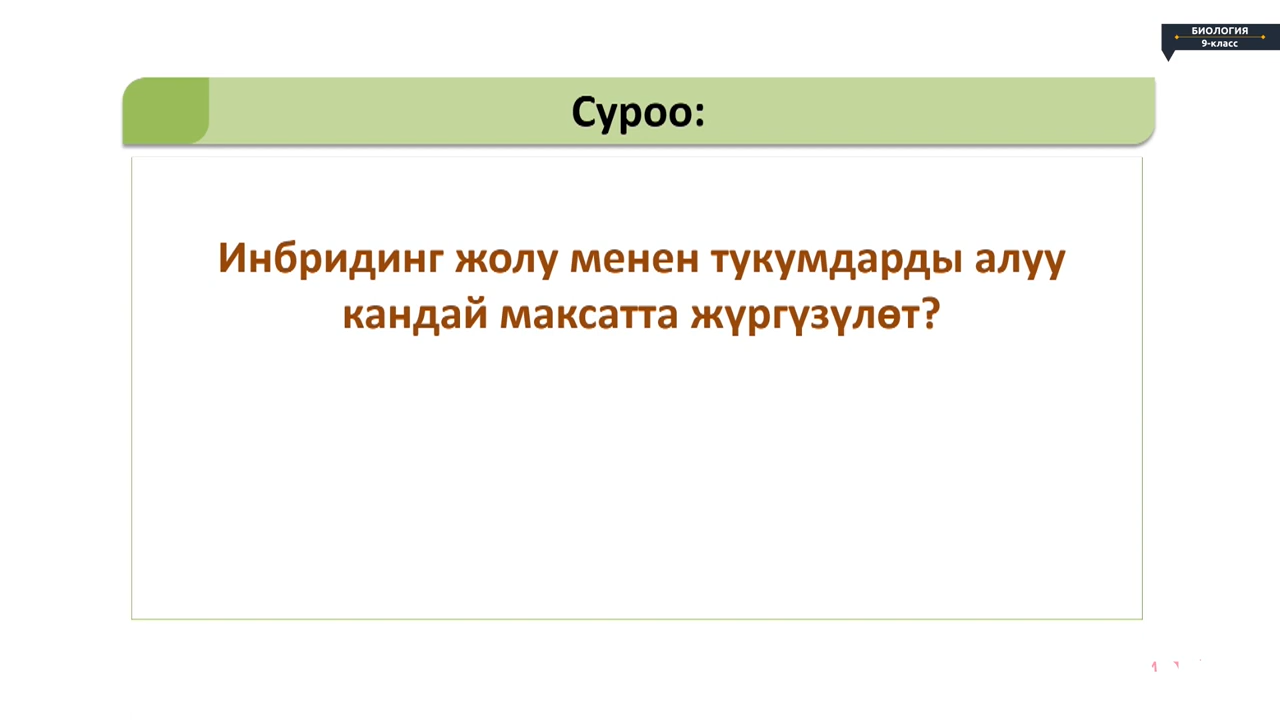 БИОЛОГИЯ
9-класс
Суроо:
Инбридинг жолу менен тукумдарды алуу
кандай максатта жүргүзүлөт?